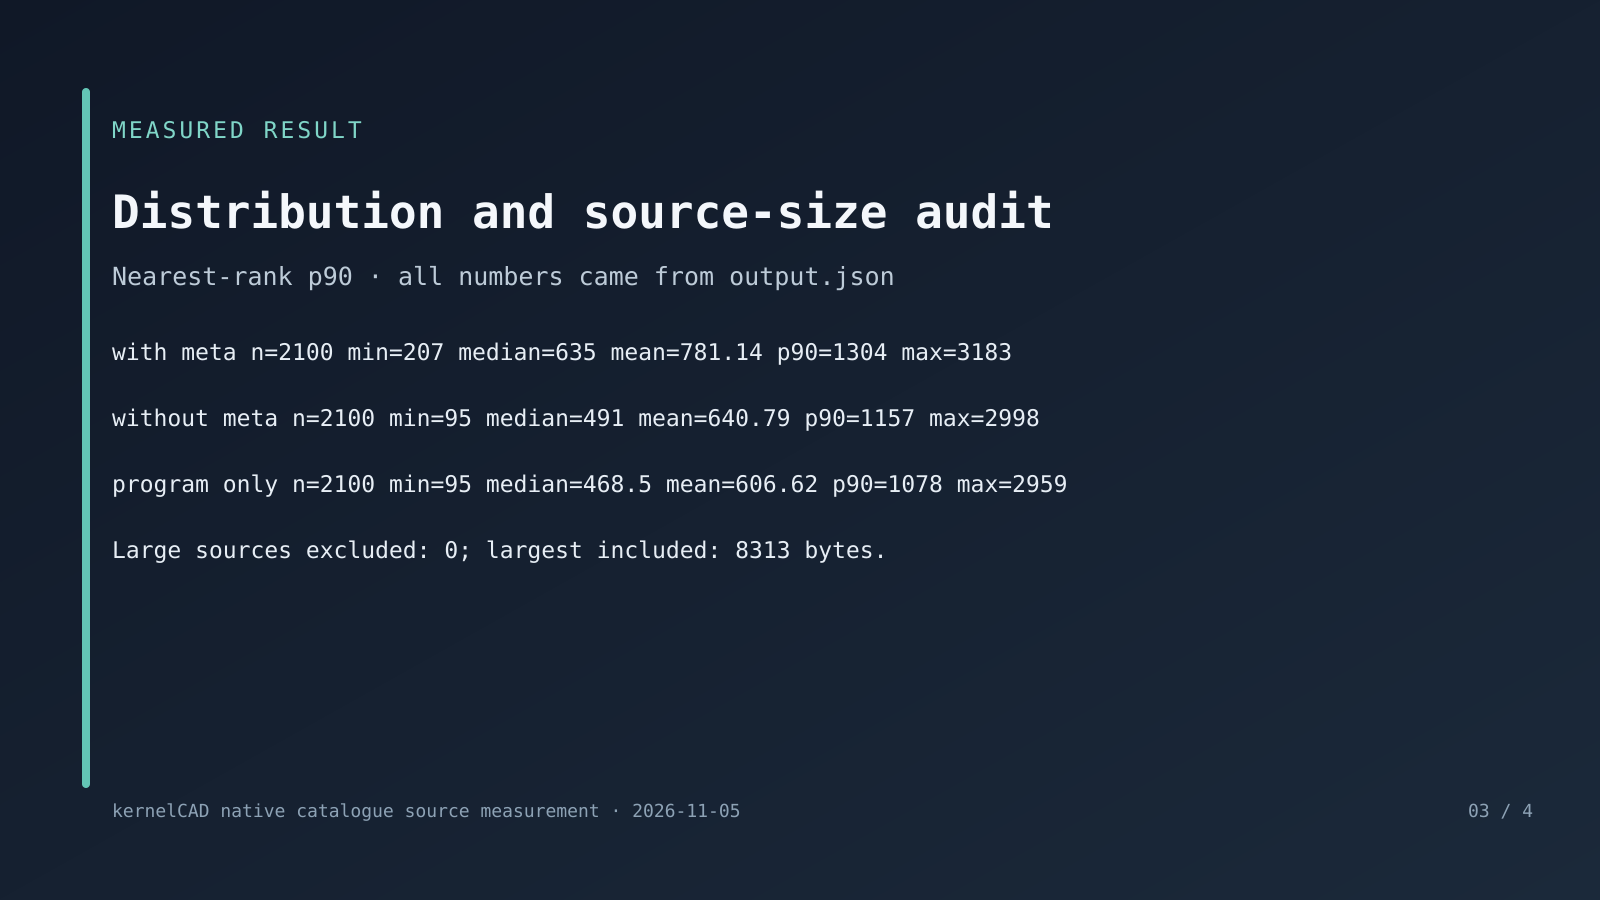 MEASURED RESULT
Distribution and source-size audit
Nearest-rank p90 · all numbers came from output.json
with meta n=2100 min=207 median=635 mean=781.14 p90=1304 max=3183
without meta n=2100 min=95 median=491 mean=640.79 p90=1157 max=2998
program only n=2100 min=95 median=468.5 mean=606.62 p90=1078 max=2959
Large sources excluded: 0; largest included: 8313 bytes.
kernelCAD native catalogue source measurement · 2026-11-05
03 / 4